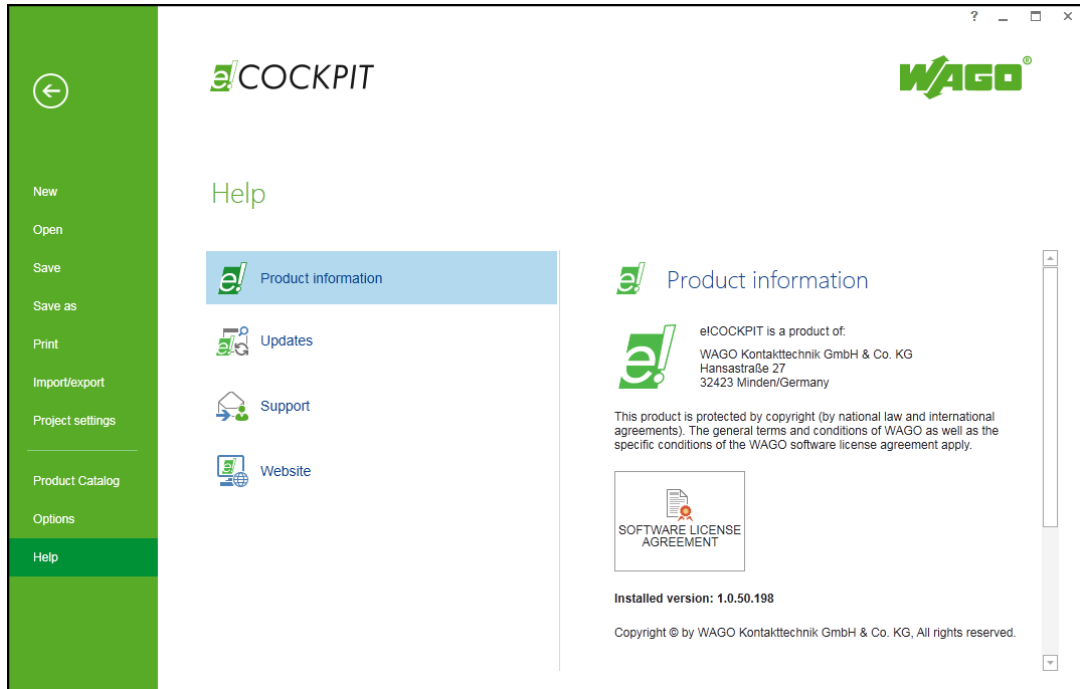 ?
e!COCKPIT
WAGO®
New
Open
Save
Save as
Print
Import/export
Project settings
Product Catalog
Options
Help
Help
e! Product information
e! Updates
Support
e! Website
e! Product information
e!
e!COCKPIT is a product of:
WAGO Kontakttechnik GmbH & Co. KG
Hansastraße 27
32423 Minden/Germany
This product is protected by copyright (by national law and international
agreements). The general terms and conditions of WAGO as well as the
specific conditions of the WAGO software license agreement apply.
SOFTWARE LICENSE
AGREEMENT
Installed version: 1.0.50.198
Copyright © by WAGO Kontakttechnik GmbH & Co. KG, All rights reserved.